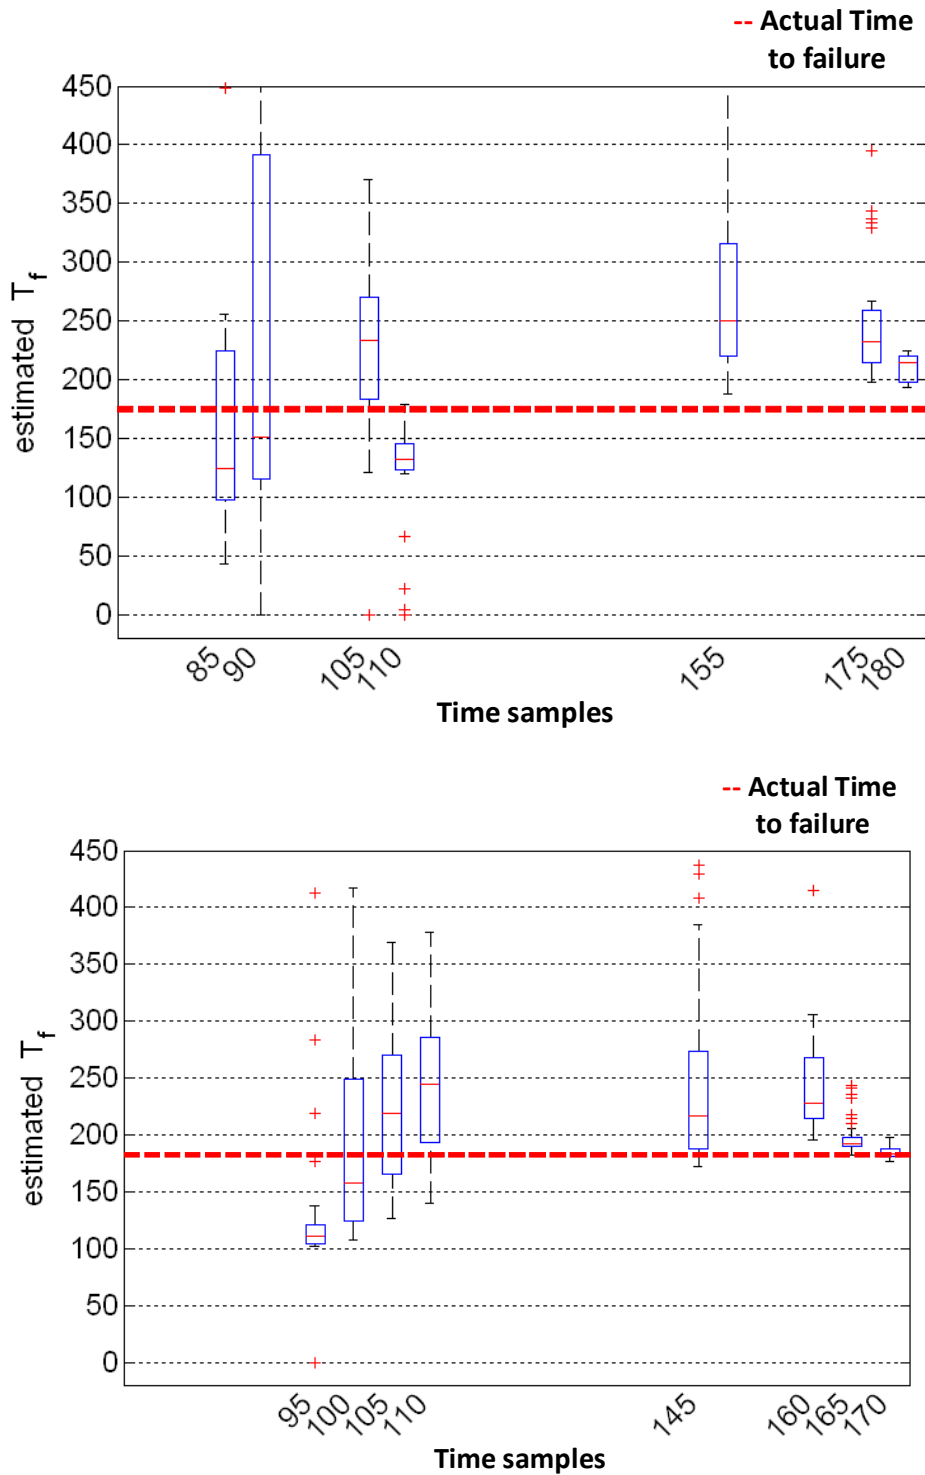 -- Actual Time
to failure
450
400
350
300
250
200
150
100
50
0
estimated T_f
85 90 105 110 155 175 180
Time samples
-- Actual Time
to failure
450
400
350
300
250
200
150
100
50
0
estimated T_f
95 100 105 110 145 160 165 170
Time samples